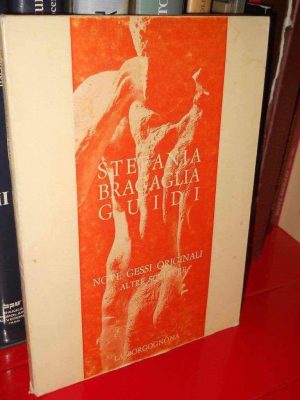 STEFANIA
BRAGAGLIA
GUIDI
NOVE GESSI ORIGINALI
ALTRE
LA BORGOGNONA